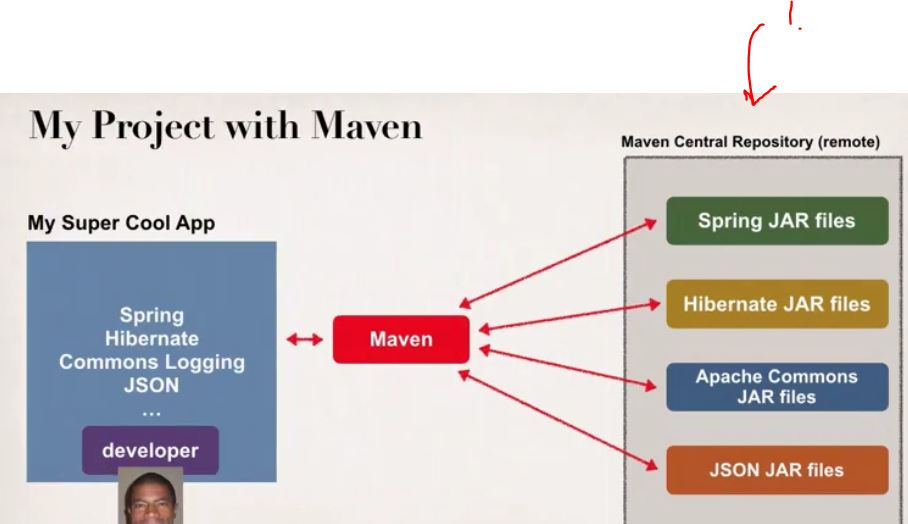 My Project with Maven
Maven Central Repository (remote)
My Super Cool App
Spring
Hibernate
Commons Logging
JSON
...
developer
Maven
Spring JAR files
Hibernate JAR files
Apache Commons
JAR files
JSON JAR files